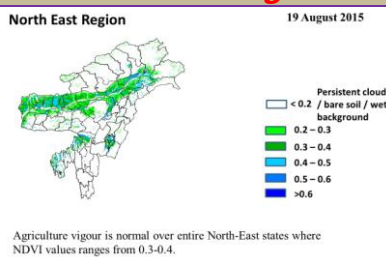 North East Region
19 August 2015
Persistent cloud
< 0.2 / bare soil / wet
background
0.2 – 0.3
0.3 – 0.4
0.4 – 0.5
0.5 – 0.6
>0.6
Agriculture vigour is normal over entire North-East states where
NDVI values ranges from 0.3-0.4.